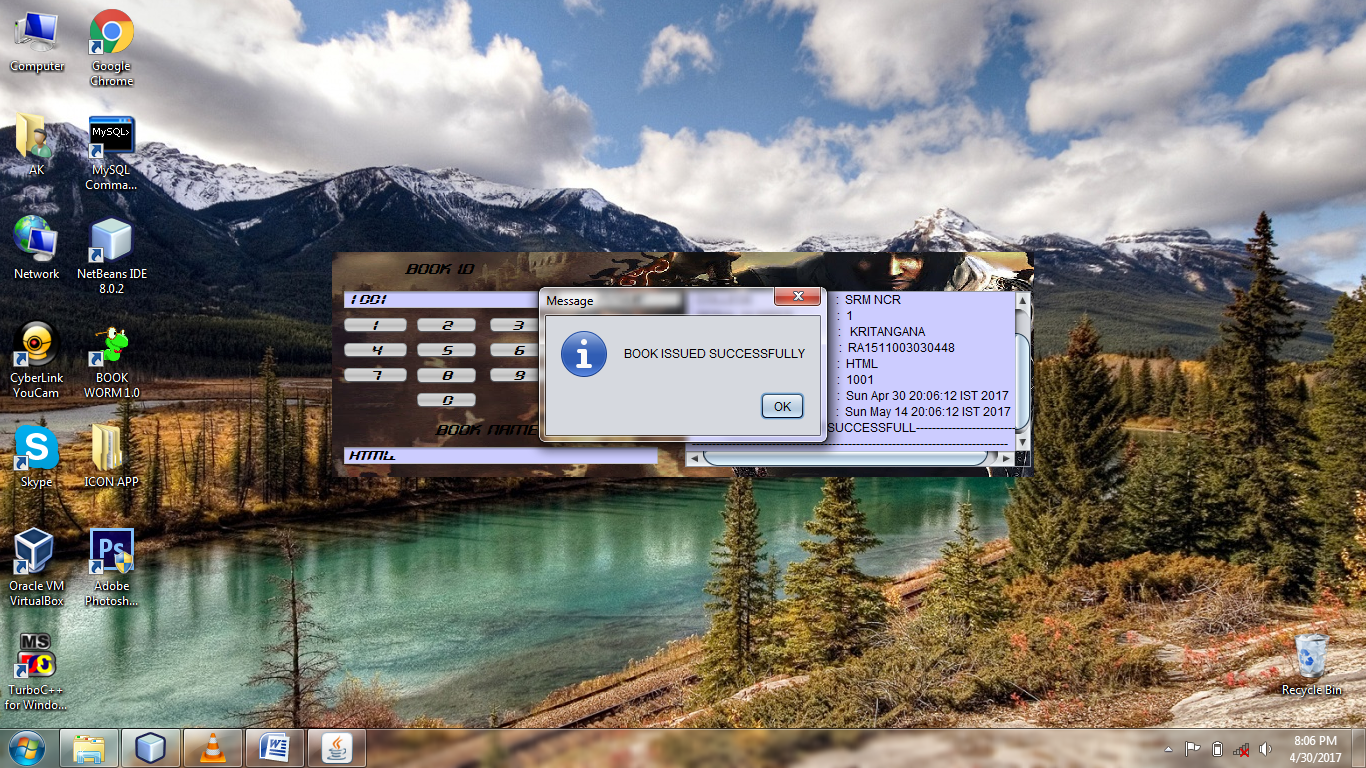 Computer
Google
Chrome
AK
MySQL>
MySQL
Comma...
Network
NetBeans IDE
8.0.2
CyberLink
YouCam
BOOK
WORM 1.0
Skype
ICON APP
Oracle VM
VirtualBox
Ps
Adobe
Photosh...
MS
TurboC++
for Windo...
BOOK ID
1001
1 2 3
4 5 6
7 8 9
0
BOOK NAME
HTML
Message
BOOK ISSUED SUCCESSFULLY
OK
: SRM NCR
: 1
: KRITANGANA
: RA1511003030448
: HTML
: 1001
: Sun Apr 30 20:06:12 IST 2017
: Sun May 14 20:06:12 IST 2017
SUCCESSFULL--------------------------
Recycle Bin
8:06 PM
4/30/2017